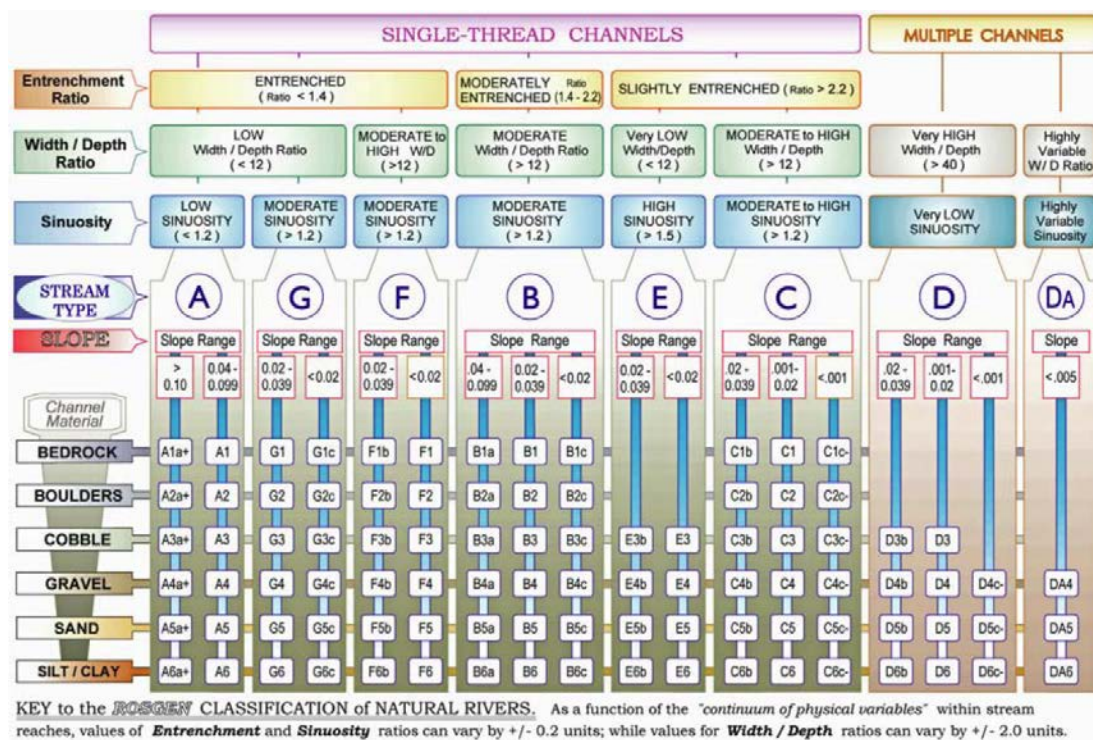 SINGLE-THREAD CHANNELS
MULTIPLE CHANNELS
Entrenchment
Ratio
ENTRENCHED
( Ratio < 1.4 )
MODERATELY Ratio
ENTRENCHED (1.4 - 2.2)
SLIGHTLY ENTRENCHED ( Ratio > 2.2 )
Width / Depth
Ratio
LOW
Width / Depth Ratio
( < 12 )
MODERATE to
HIGH W/D
( >12 )
MODERATE
Width / Depth Ratio
( > 12 )
Very LOW
Width/Depth
( < 12 )
MODERATE to HIGH
Width / Depth
( > 12 )
Very HIGH
Width / Depth
( > 40 )
Highly
Variable
W / D Ratio
Sinuosity
LOW
SINUOSITY
( < 1.2 )
MODERATE
SINUOSITY
( > 1.2 )
MODERATE
SINUOSITY
( > 1.2 )
MODERATE
SINUOSITY
( > 1.2 )
HIGH
SINUOSITY
( > 1.5 )
MODERATE to HIGH
SINUOSITY
( > 1.2 )
Very LOW
SINUOSITY
Highly
Variable
Sinuosity
STREAM
TYPE
A G F B E C D DA
SLOPE
Slope Range Slope Range Slope Range Slope Range Slope Range Slope Range Slope Range Slope
> 0.10
0.04 - 0.099
0.02 - 0.039
<0.02
0.02 - 0.039
<0.02
.04 - 0.099
0.02 - 0.039
<0.02
0.02 - 0.039
<0.02
.02 - 0.039
.001- 0.02
<.001
.02 - 0.039
.001- 0.02
<.001
<.005
Channel
Material
BEDROCK A1a+ A1 G1 G1c F1b F1 B1a B1 B1c C1b C1 C1c-
BOULDERS A2a+ A2 G2 G2c F2b F2 B2a B2 B2c C2b C2 C2c-
COBBLE A3a+ A3 G3 G3c F3b F3 B3a B3 B3c E3b E3 C3b C3 C3c- D3b D3
GRAVEL A4a+ A4 G4 G4c F4b F4 B4a B4 B4c E4b E4 C4b C4 C4c- D4b D4 D4c- DA4
SAND A5a+ A5 G5 G5c F5b F5 B5a B5 B5c E5b E5 C5b C5 C5c- D5b D5 D5c- DA5
SILT / CLAY A6a+ A6 G6 G6c F6b F6 B6a B6 B6c E6b E6 C6b C6 C6c- D6b D6 D6c- DA6
KEY to the ROSGEN CLASSIFICATION of NATURAL RIVERS. As a function of the "continuum of physical variables" within stream
reaches, values of Entrenchment and Sinuosity ratios can vary by +/- 0.2 units; while values for Width / Depth ratios can vary by +/- 2.0 units.